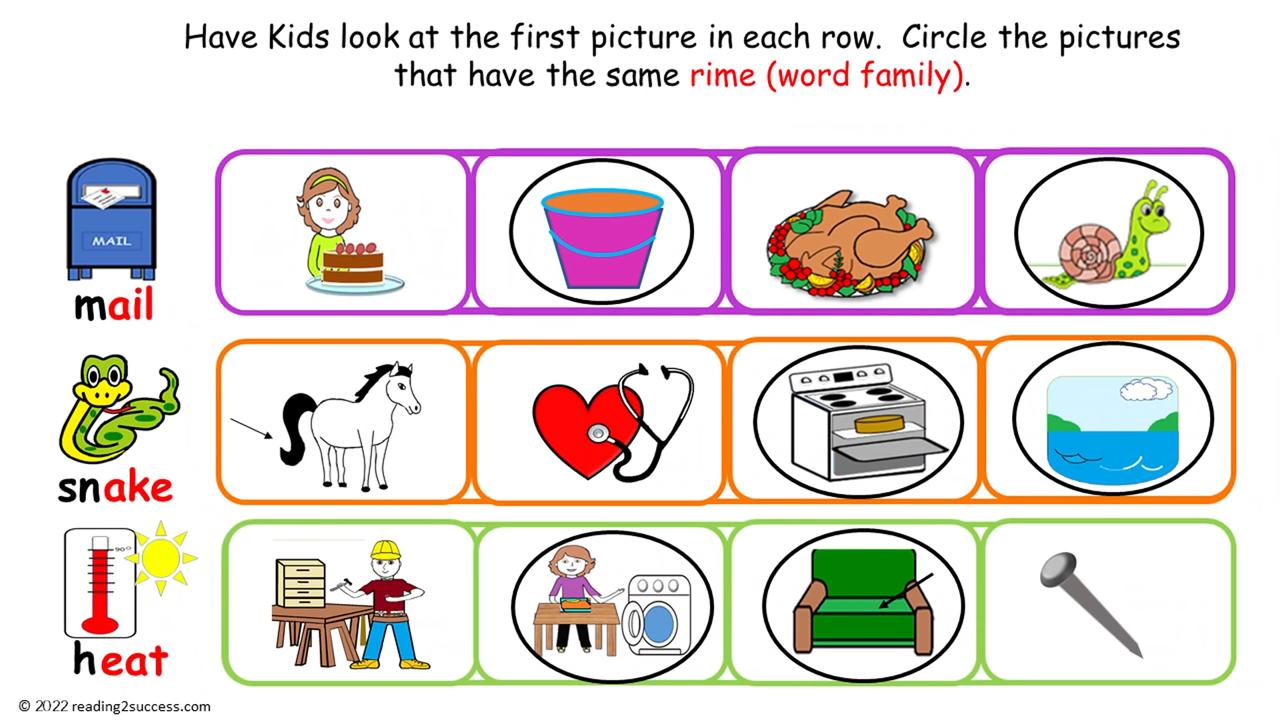 Have Kids look at the first picture in each row. Circle the pictures
that have the same rime (word family).
MAIL
mail
snake
90°
heat
© 2022 reading2success.com